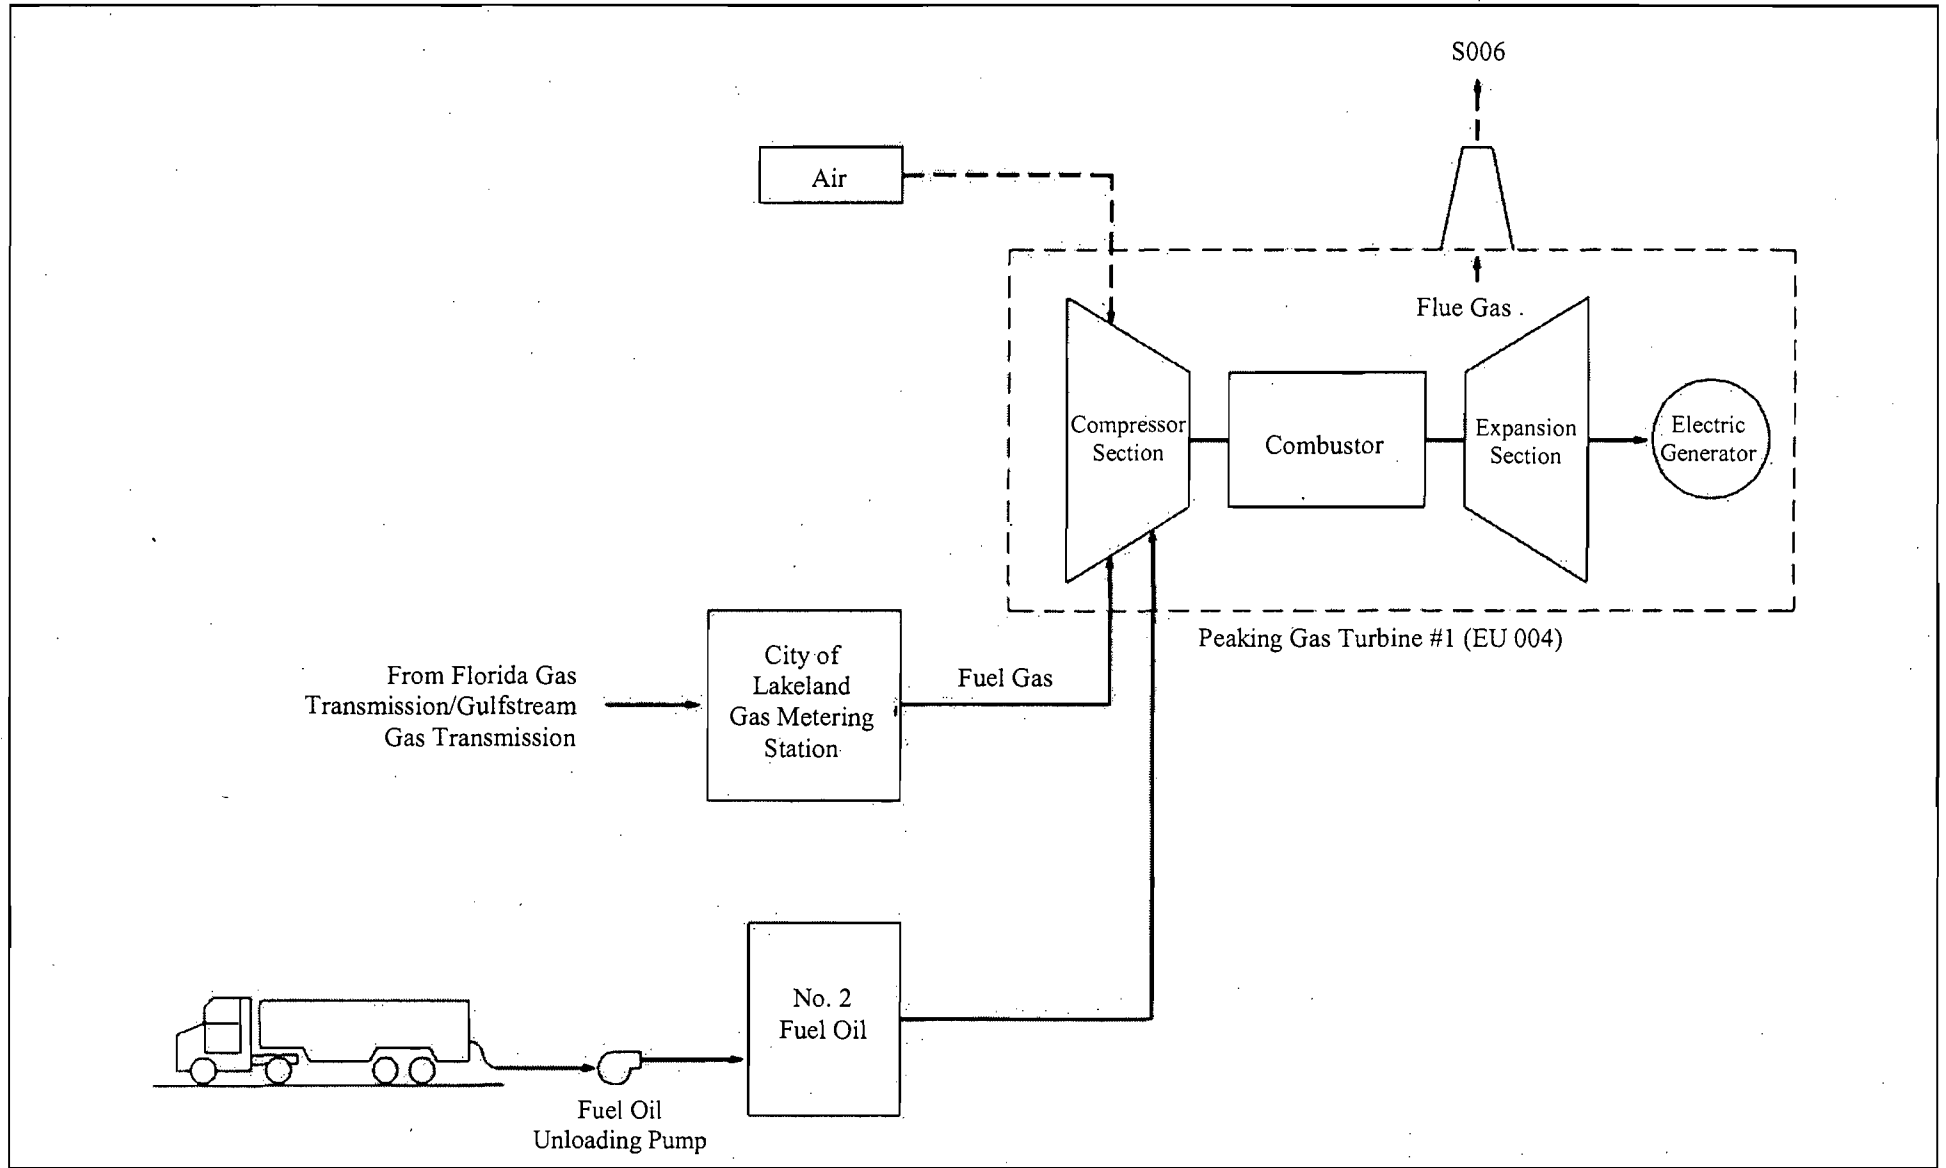 S006
Air
Flue Gas
Compressor
Section
Combustor
Expansion
Section
Electric
Generator
Peaking Gas Turbine #1 (EU 004)
City of
Lakeland
Gas Metering
Station
From Florida Gas
Transmission/Gulfstream
Gas Transmission
Fuel Gas
No. 2
Fuel Oil
Fuel Oil
Unloading Pump